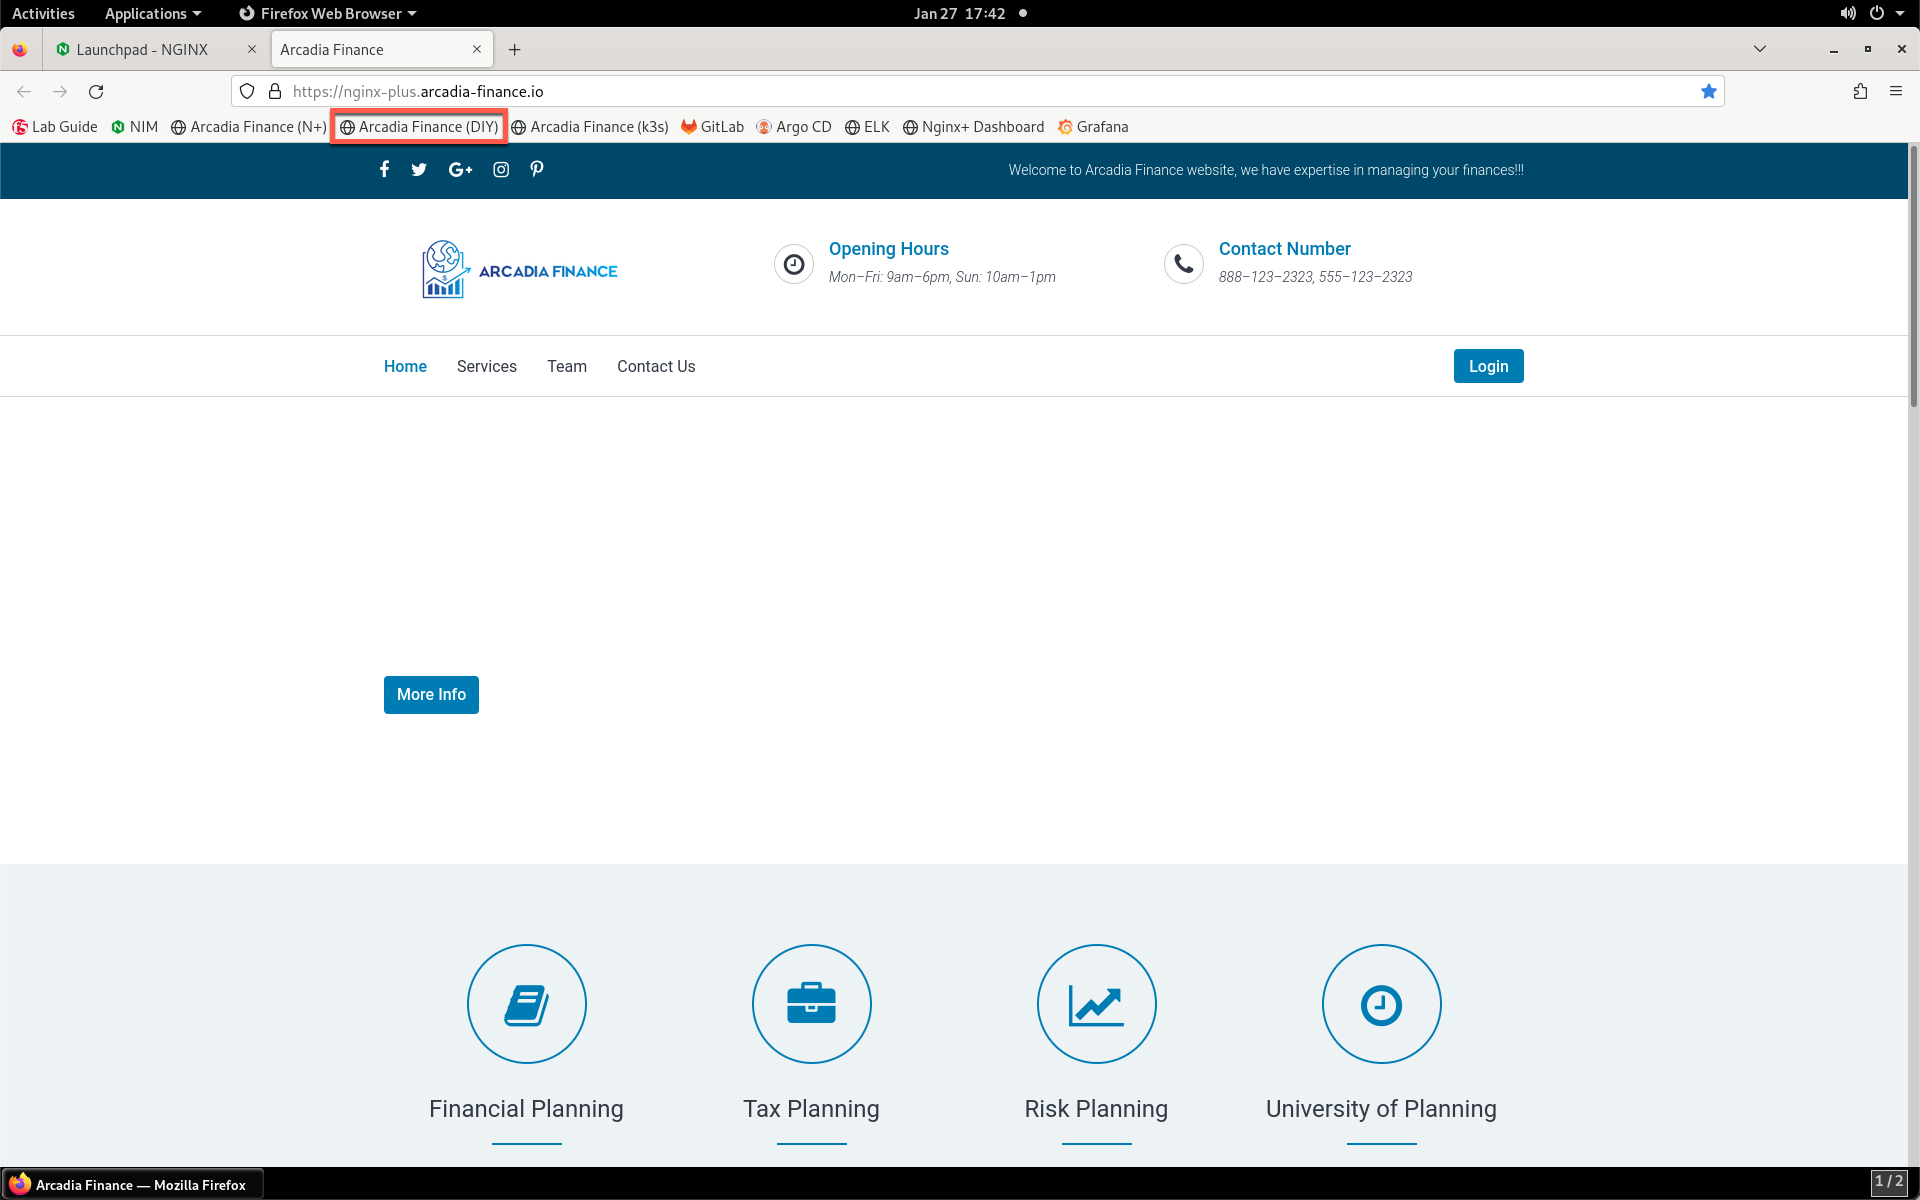 Activities Applications Firefox Web Browser Jan 27 17:42
Launchpad - NGINX Arcadia Finance
https://nginx-plus.arcadia-finance.io
Lab Guide NIM Arcadia Finance (N+) Arcadia Finance (DIY) Arcadia Finance (k3s) GitLab Argo CD ELK Nginx+ Dashboard Grafana
Welcome to Arcadia Finance website, we have expertise in managing your finances!!!
ARCADIA FINANCE
Opening Hours
Mon–Fri: 9am–6pm, Sun: 10am–1pm
Contact Number
888–123–2323, 555–123–2323
Home Services Team Contact Us Login
More Info
Financial Planning Tax Planning Risk Planning University of Planning
Arcadia Finance — Mozilla Firefox 1 / 2